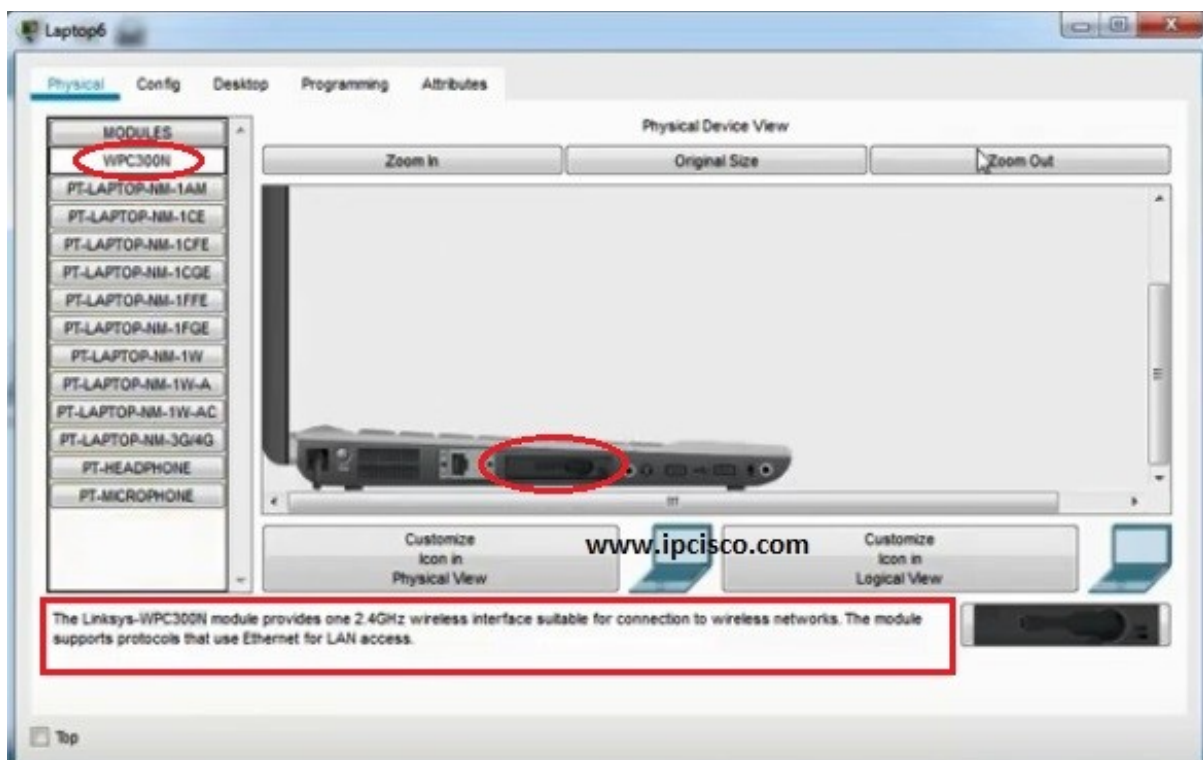 Laptop6
Physical Config Desktop Programming Attributes
MODULES
WPC300N
PT-LAPTOP-NM-1AM
PT-LAPTOP-NM-1CE
PT-LAPTOP-NM-1CFE
PT-LAPTOP-NM-1CGE
PT-LAPTOP-NM-1FFE
PT-LAPTOP-NM-1FGE
PT-LAPTOP-NM-1W
PT-LAPTOP-NM-1W-A
PT-LAPTOP-NM-1W-AC
PT-LAPTOP-NM-3G/4G
PT-HEADPHONE
PT-MICROPHONE
Physical Device View
Zoom In Original Size Zoom Out
Customize
Icon in
Physical View
www.ipcisco.com
Customize
Icon in
Logical View
The Linksys-WPC300N module provides one 2.4GHz wireless interface suitable for connection to wireless networks. The module
supports protocols that use Ethernet for LAN access.
Top